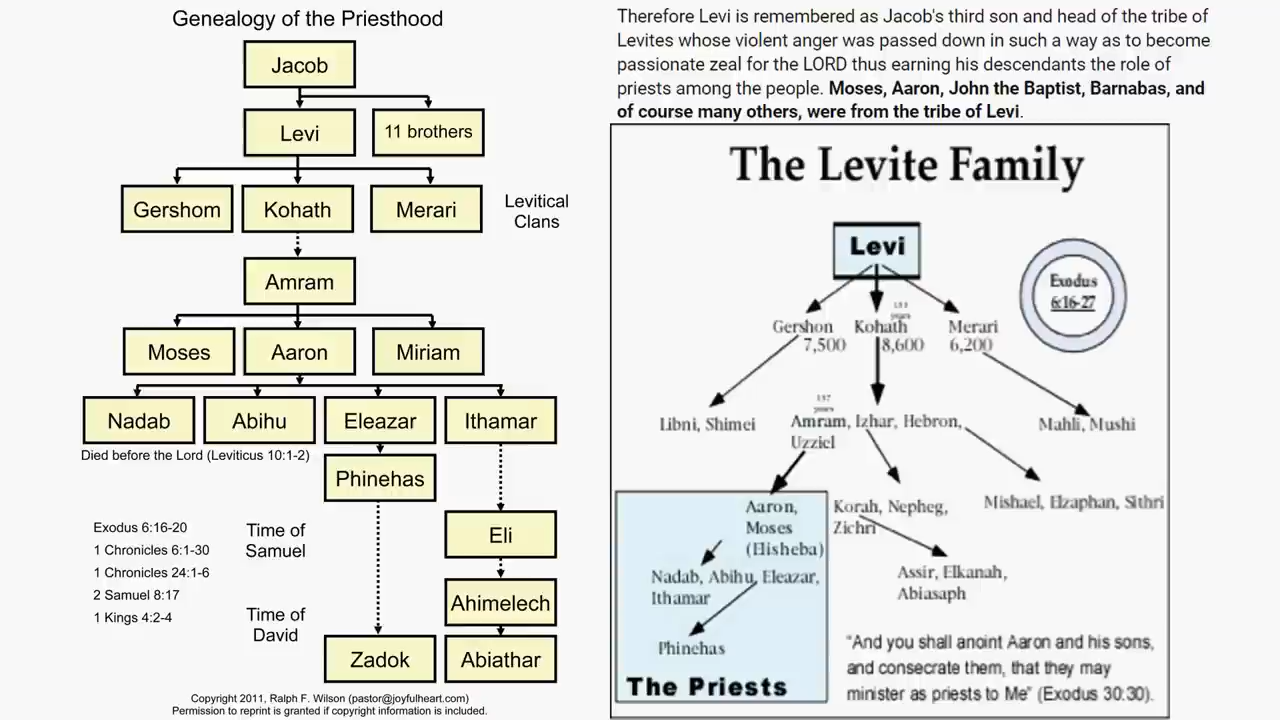 Genealogy of the Priesthood
Jacob
Levi
11 brothers
Gershom
Kohath
Merari
Levitical
Clans
Amram
Moses
Aaron
Miriam
Nadab
Abihu
Eleazar
Ithamar
Died before the Lord (Leviticus 10:1-2)
Phinehas
Exodus 6:16-20
1 Chronicles 6:1-30
1 Chronicles 24:1-6
2 Samuel 8:17
1 Kings 4:2-4
Time of
Samuel
Eli
Ahimelech
Time of
David
Zadok
Abiathar
Copyright 2011, Ralph F. Wilson (pastor@joyfulheart.com)
Permission to reprint is granted if copyright information is included.
Therefore Levi is remembered as Jacob's third son and head of the tribe of
Levites whose violent anger was passed down in such a way as to become
passionate zeal for the LORD thus earning his descendants the role of
priests among the people. Moses, Aaron, John the Baptist, Barnabas, and
of course many others, were from the tribe of Levi.
The Levite Family
Levi
Exodus
6:16-27
Gershon
7,500
133
years
Kohath
8,600
Merari
6,200
Libni, Shimei
137
years
Amram, Izhar, Hebron,
Uzziel
Mahli, Mushi
Aaron,
Moses
(Elisheba)
Korah, Nepheg,
Zichri
Mishael, Elzaphan, Sithri
Nadab, Abihu, Eleazar,
Ithamar
Assir, Elkanah,
Abiasaph
Phinehas
The Priests
"And you shall anoint Aaron and his sons,
and consecrate them, that they may
minister as priests to Me" (Exodus 30:30).